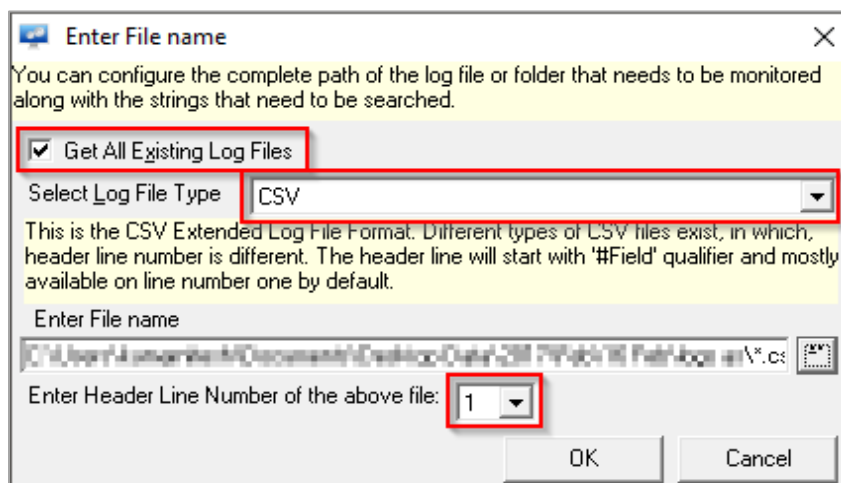 Enter File name
You can configure the complete path of the log file or folder that needs to be monitored
along with the strings that need to be searched.
Get All Existing Log Files
Select Log File Type CSV
This is the CSV Extended Log File Format. Different types of CSV files exist, in which,
header line number is different. The header line will start with '#Field' qualifier and mostly
available on line number one by default.
Enter File name
\*.cs
Enter Header Line Number of the above file: 1
OK Cancel